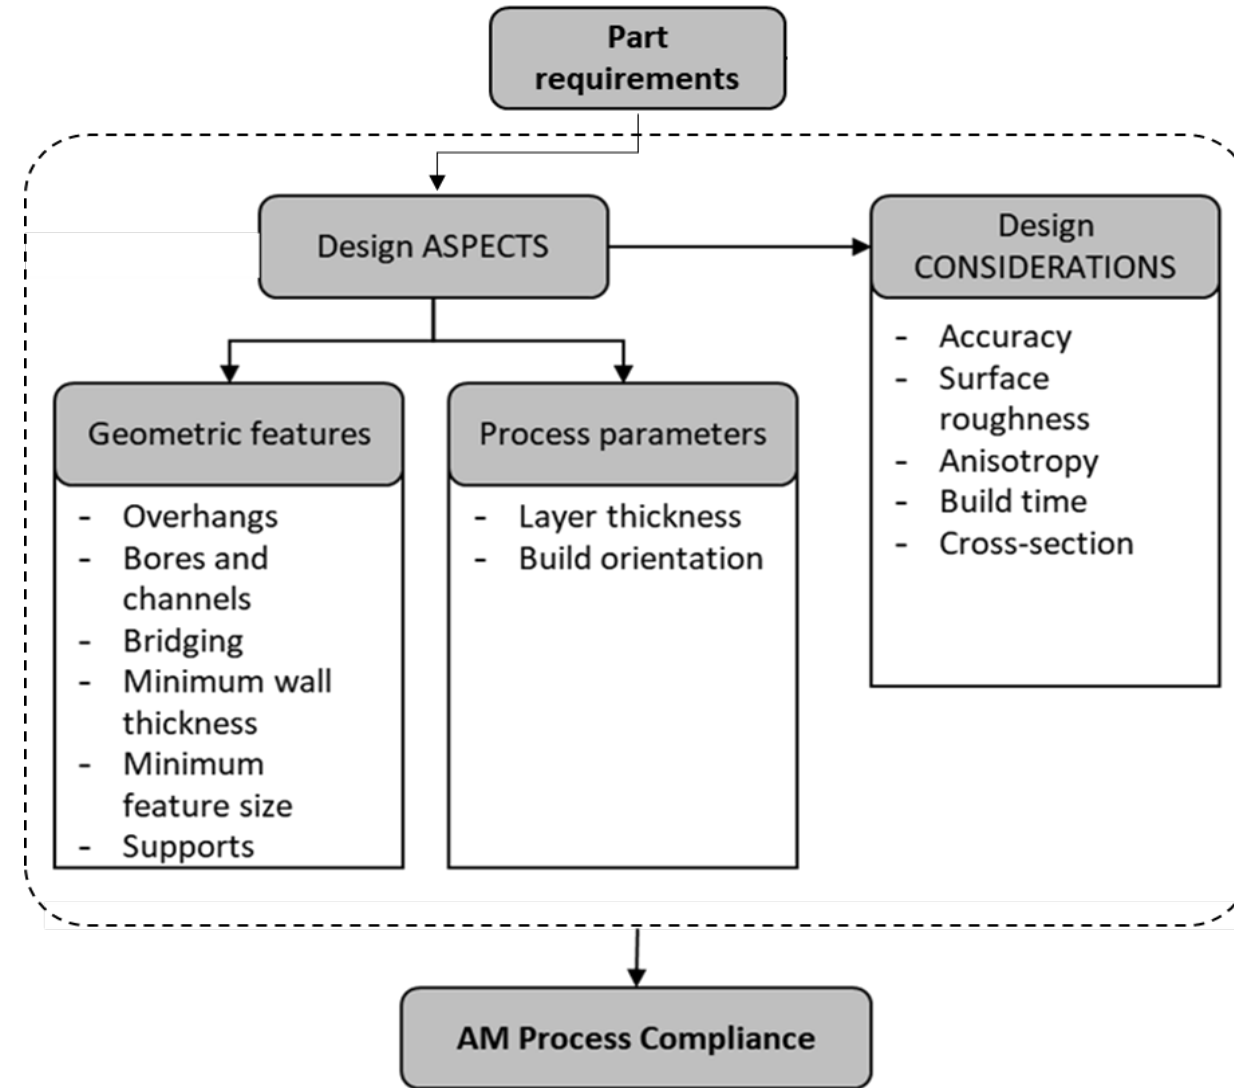 Part
requirements
Design ASPECTS
Design
CONSIDERATIONS
- Accuracy
- Surface
roughness
- Anisotropy
- Build time
- Cross-section
Geometric features
- Overhangs
- Bores and
channels
- Bridging
- Minimum wall
thickness
- Minimum
feature size
- Supports
Process parameters
- Layer thickness
- Build orientation
AM Process Compliance